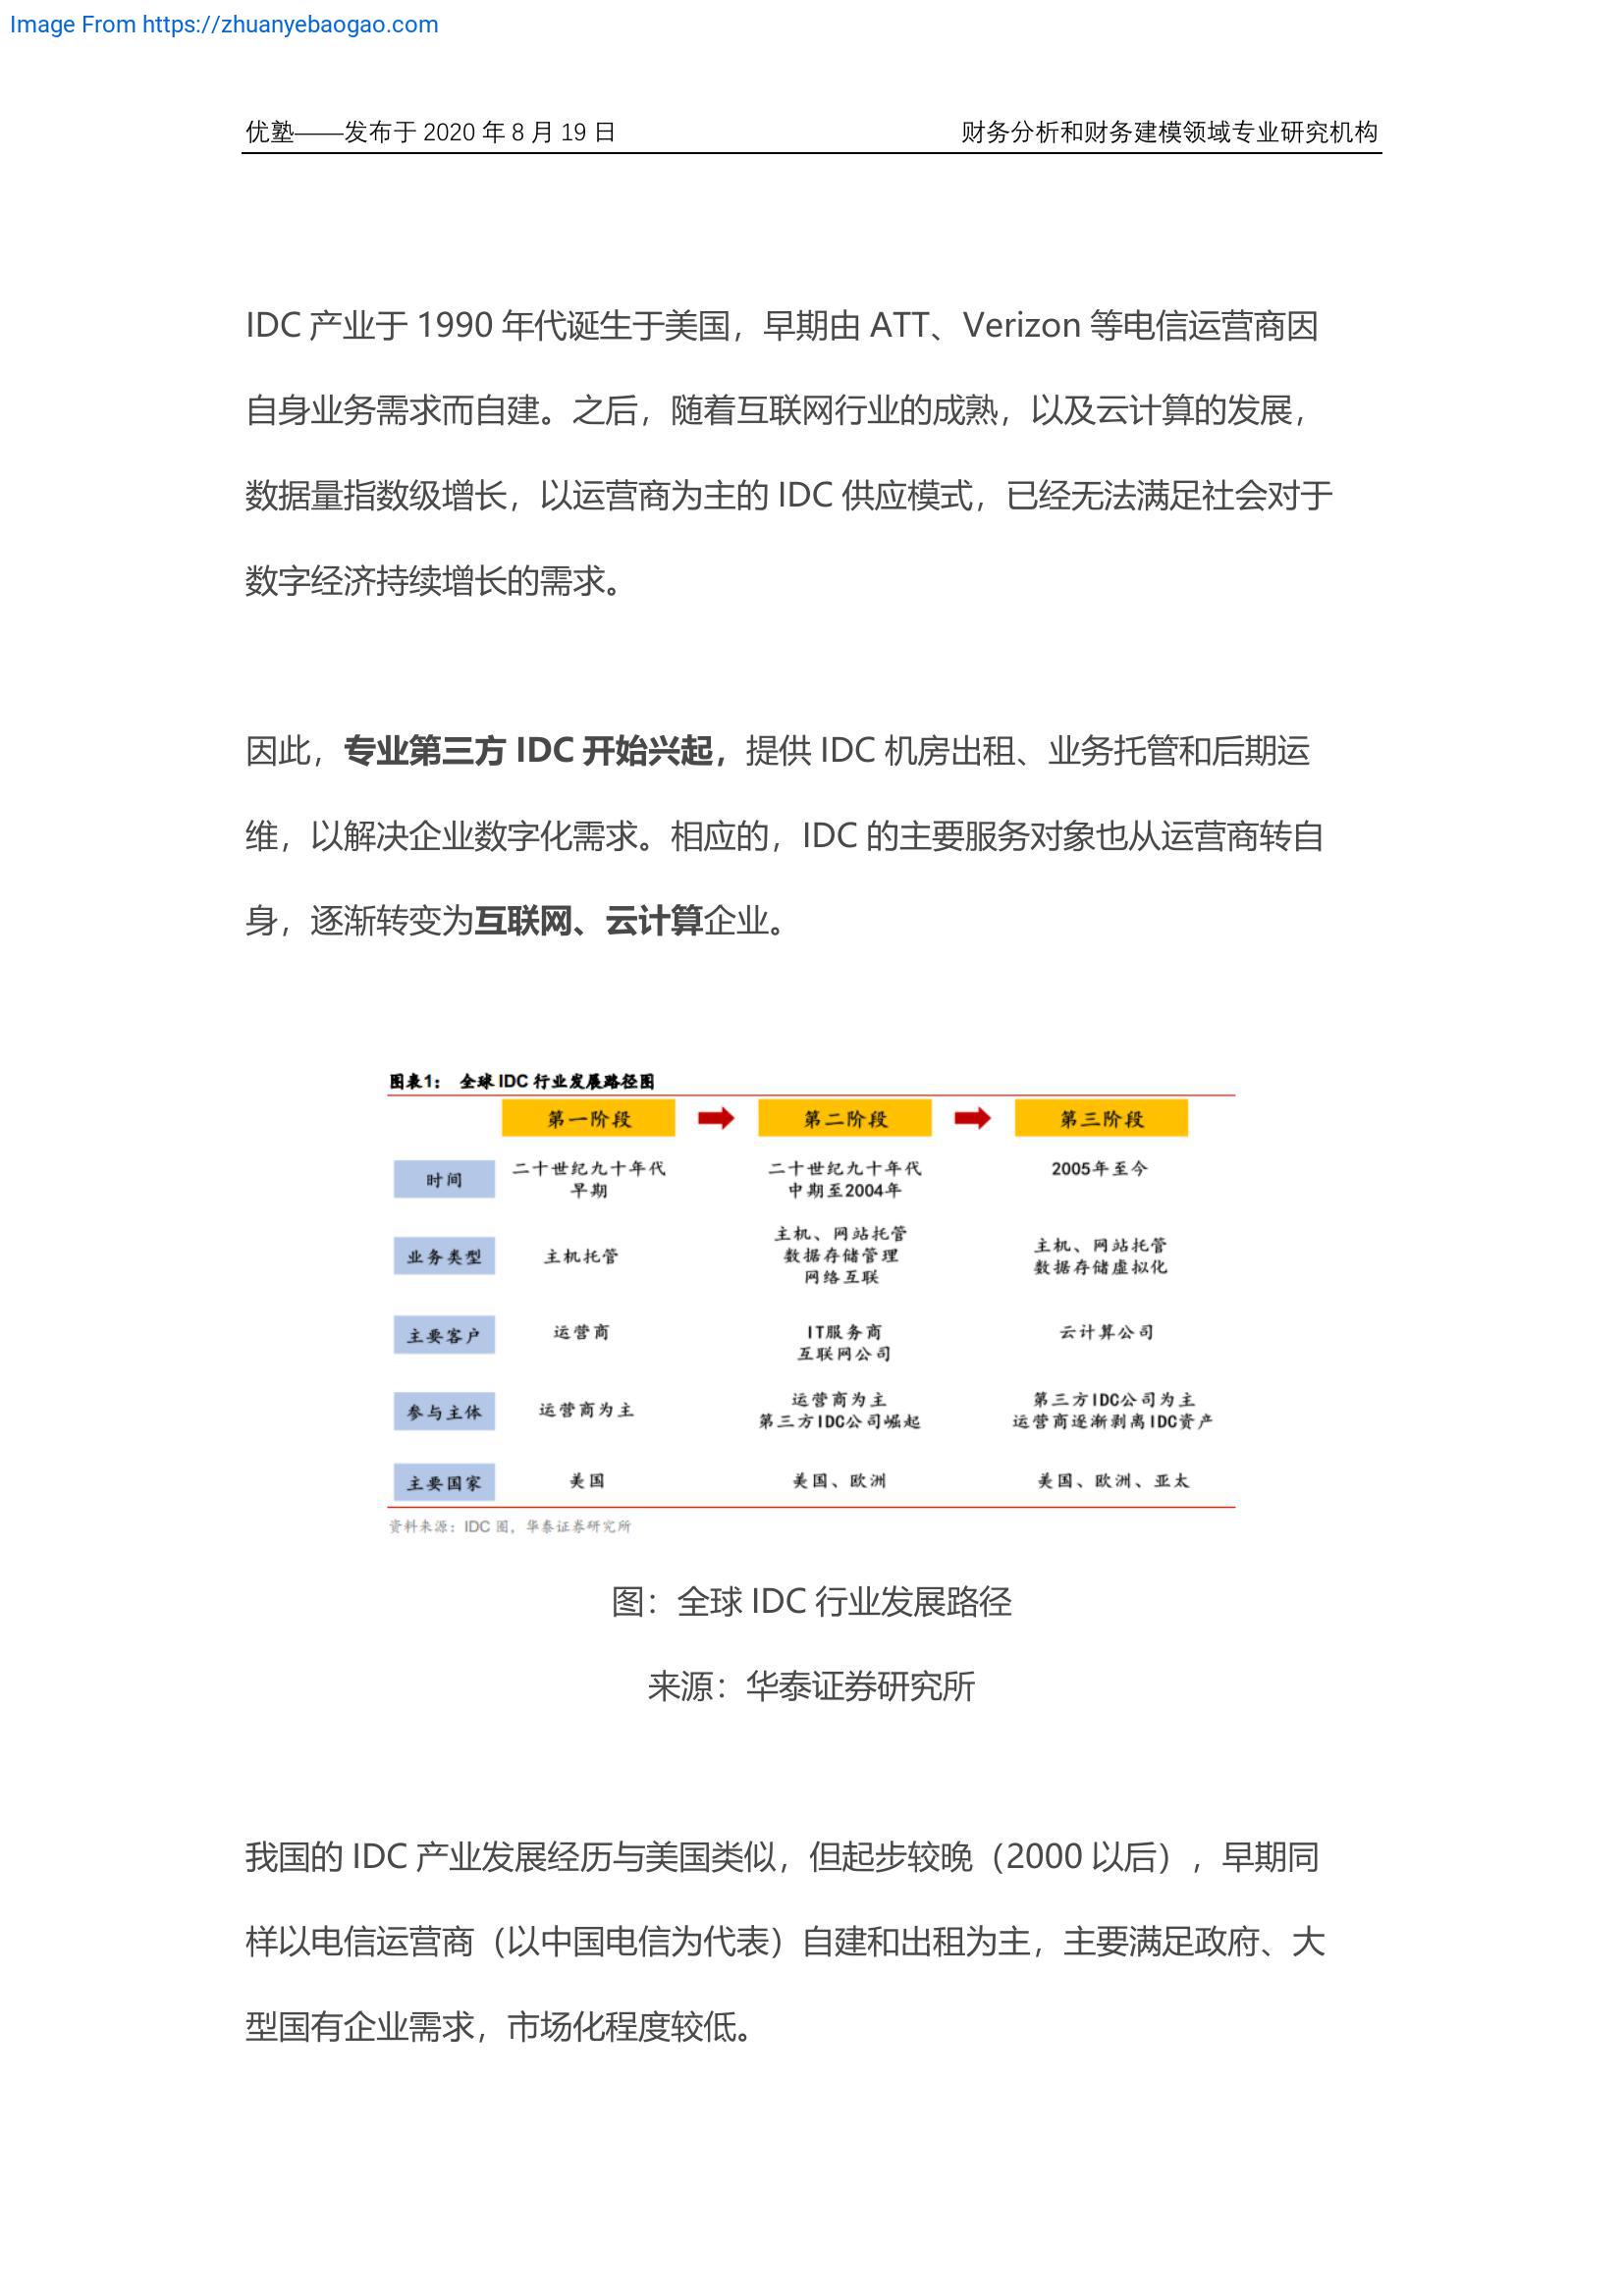 Image From https://zhuanyebaogao.com
优塾——发布于 2020 年 8 月 19 日 财务分析和财务建模领域专业研究机构
IDC 产业于 1990 年代诞生于美国，早期由 ATT、Verizon 等电信运营商因
自身业务需求而自建。之后，随着互联网行业的成熟，以及云计算的发展，
数据量指数级增长，以运营商为主的 IDC 供应模式，已经无法满足社会对于
数字经济持续增长的需求。
因此，专业第三方 IDC 开始兴起，提供 IDC 机房出租、业务托管和后期运
维，以解决企业数字化需求。相应的，IDC 的主要服务对象也从运营商转自
身，逐渐转变为互联网、云计算企业。
图表1： 全球 IDC 行业发展路径图
第一阶段 第二阶段 第三阶段
时间 二十世纪九十年代 二十世纪九十年代 2005年至今
早期 中期至2004年
主机、网站托管
业务类型 主机托管 数据存储管理 主机、网站托管
网络互联 数据存储虚拟化
主要客户 运营商 IT服务商 云计算公司
互联网公司
参与主体 运营商为主 运营商为主 第三方IDC公司为主
第三方IDC公司崛起 运营商逐渐剥离IDC资产
主要国家 美国 美国、欧洲 美国、欧洲、亚太
资料来源：IDC 圈，华泰证券研究所
图：全球 IDC 行业发展路径
来源：华泰证券研究所
我国的 IDC 产业发展经历与美国类似，但起步较晚（2000 以后），早期同
样以电信运营商（以中国电信为代表）自建和出租为主，主要满足政府、大
型国有企业需求，市场化程度较低。